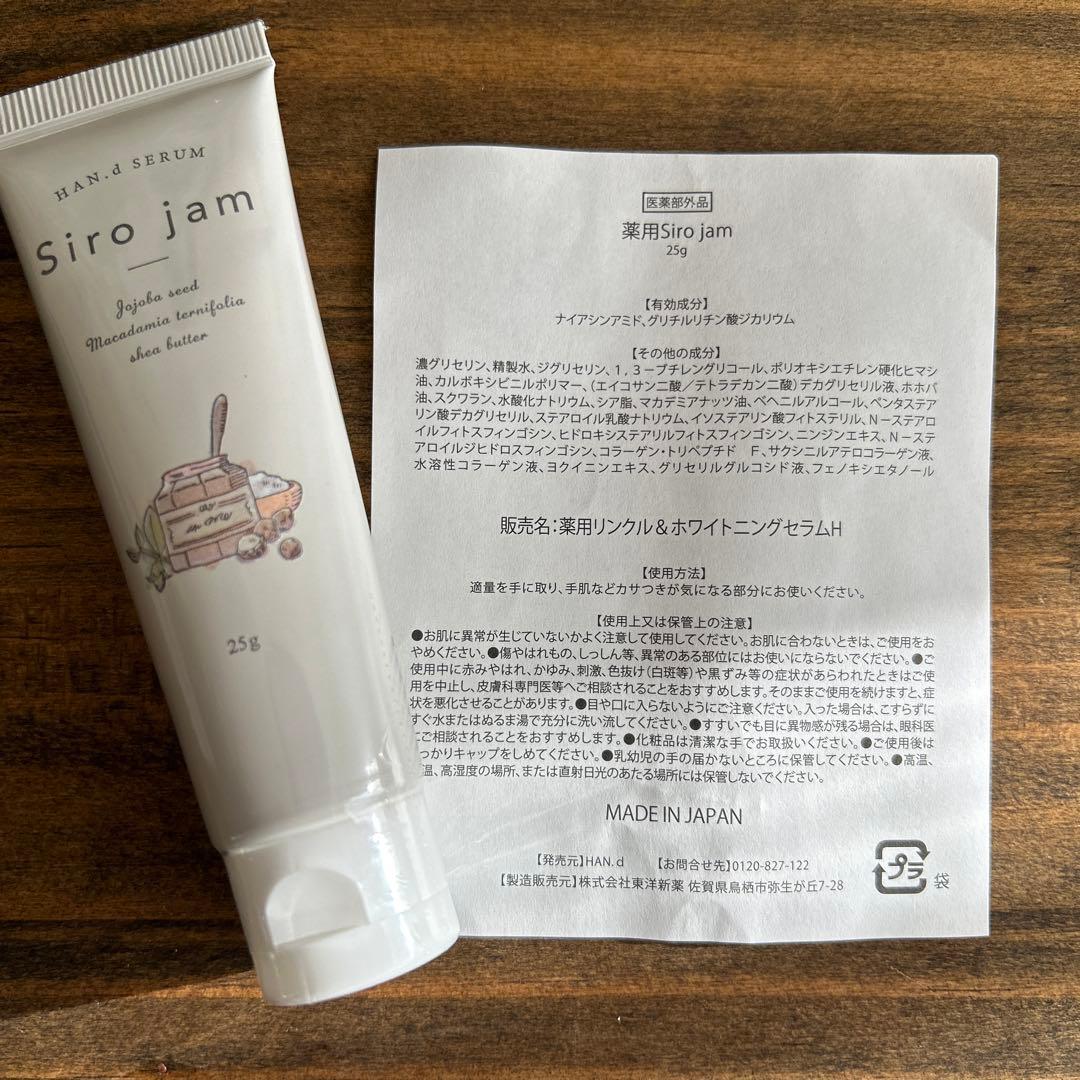 HAN.d SERUM
Siro jam
Jojoba seed
Macadamia ternifolia
shea butter
25g
医薬部外品
薬用Siro jam
25g
【有効成分】
ナイアシンアミド、グリチルリチン酸ジカリウム
【その他の成分】
濃グリセリン、精製水、ジグリセリン、1，3－ブチレングリコール、ポリオキシエチレン硬化ヒマシ
油、カルボキシビニルポリマー、（エイコサン二酸／テトラデカン二酸）デカグリセリル液、ホホバ
油、スクワラン、水酸化ナトリウム、シア脂、マカデミアナッツ油、ベヘニルアルコール、ペンタステア
リン酸デカグリセリル、ステアロイル乳酸ナトリウム、イソステアリン酸フィトステリル、N－ステアロ
イルフィトスフィンゴシン、ヒドロキシステアリルフィトスフィンゴシン、ニンジンエキス、N－ステ
アロイルジヒドロスフィンゴシン、コラーゲン・トリペプチド F、サクシニルアテロコラーゲン液、
水溶性コラーゲン液、ヨクイニンエキス、グリセリルグルコシド液、フェノキシエタノール
販売名：薬用リンクル＆ホワイトニングセラムH
【使用方法】
適量を手に取り、手肌などカサつきが気になる部分にお使いください。
【使用上又は保管上の注意】
●お肌に異常が生じていないかよく注意して使用してください。お肌に合わないときは、ご使用をお
やめください。●傷やはれもの、しっしん等、異常のある部位にはお使いにならないでください。●ご
使用中に赤みやはれ、かゆみ、刺激、色抜け（白斑等）や黒ずみ等の症状があらわれたときはご使
用を中止し、皮膚科専門医等へご相談されることをおすすめします。そのままご使用を続けますと、症
状を悪化させることがあります。●目や口に入らないようにご注意ください。入った場合は、こすらずに
すぐ水またはぬるま湯で充分に洗い流してください。●すすいでも目に異物感が残る場合は、眼科医
にご相談されることをおすすめします。●化粧品は清潔な手でお取扱いください。●ご使用後は
っかりキャップをしめてください。●乳幼児の手の届かないところに保管してください。●高温、
温、高湿度の場所、または直射日光のあたる場所には保管しないでください。
MADE IN JAPAN
【発売元】HAN.d 【お問合せ先】0120-827-122
【製造販売元】株式会社東洋新薬 佐賀県鳥栖市弥生が丘7-28
プラ
袋